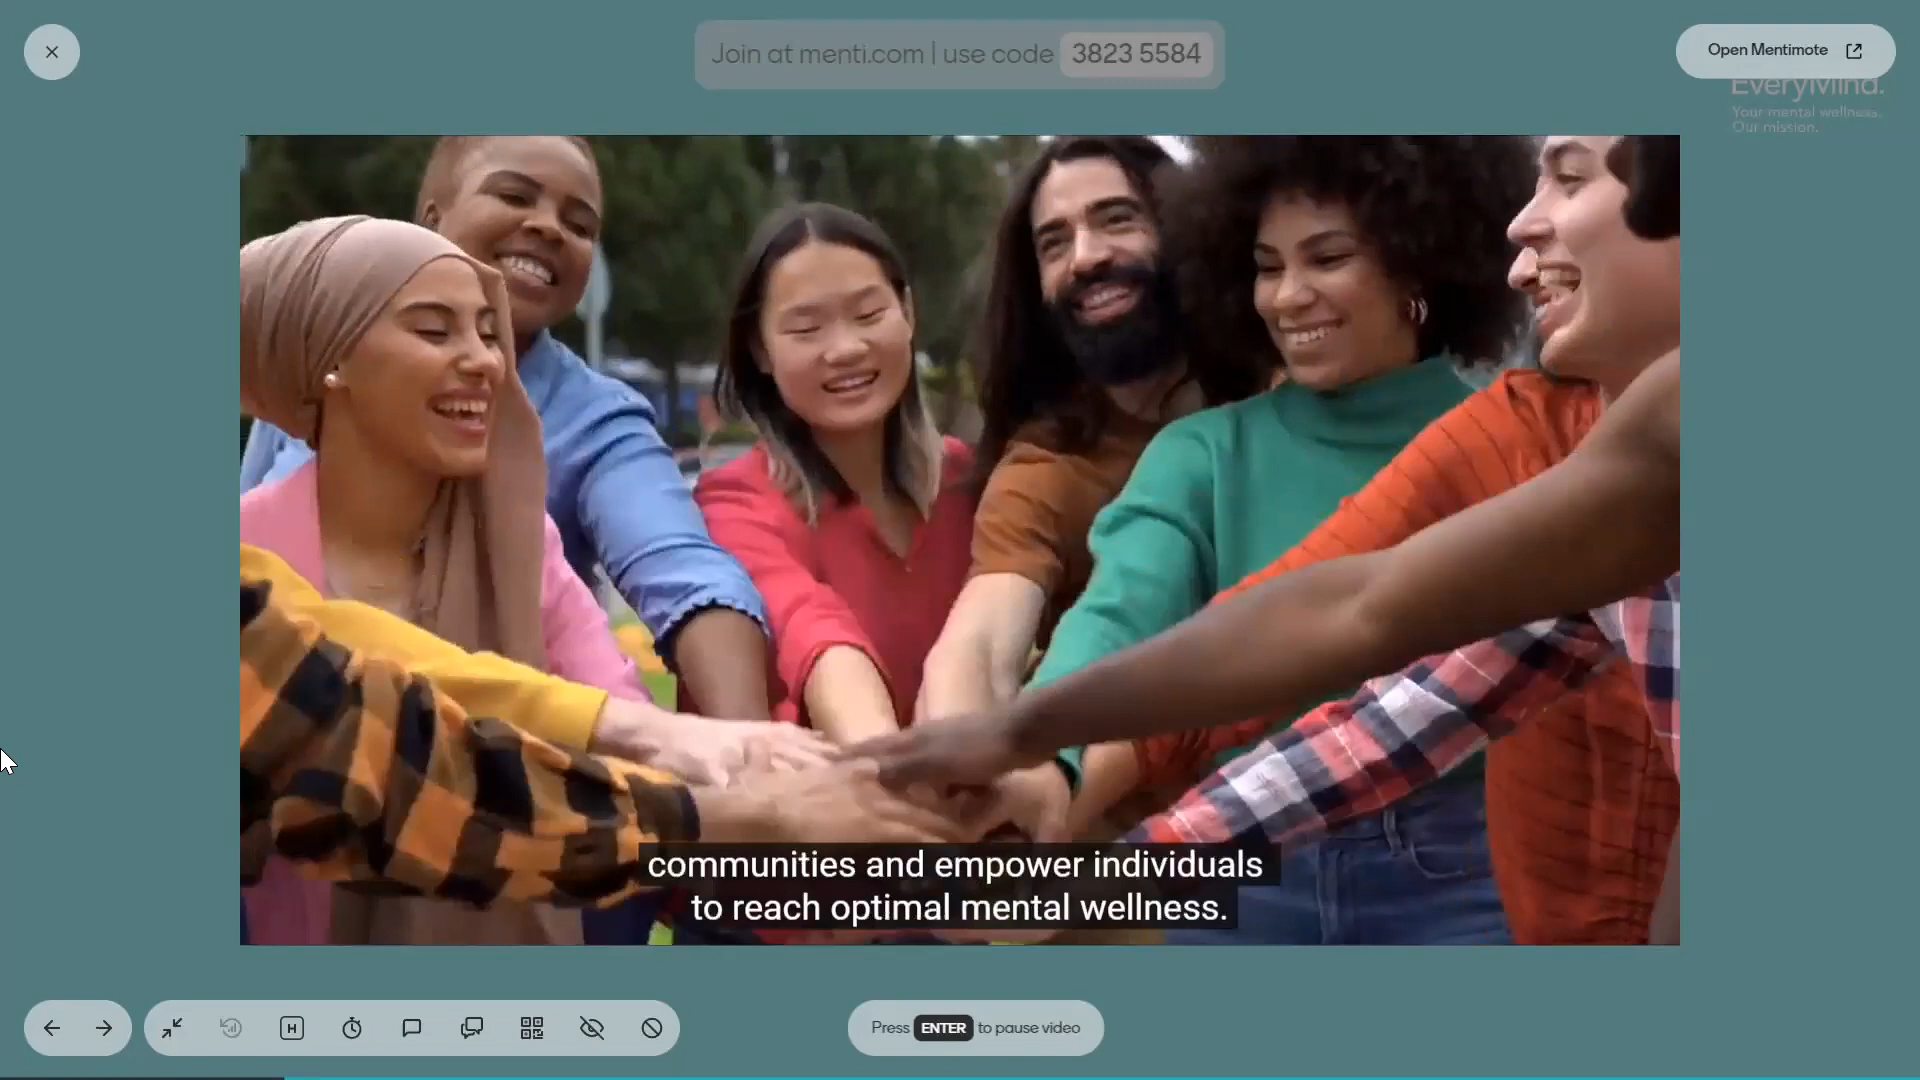 Join at menti.com | use code 3823 5584
Open Mentimote
EveryMind.
Your mental wellness.
Our mission.
communities and empower individuals
to reach optimal mental wellness.
H
Press ENTER to pause video